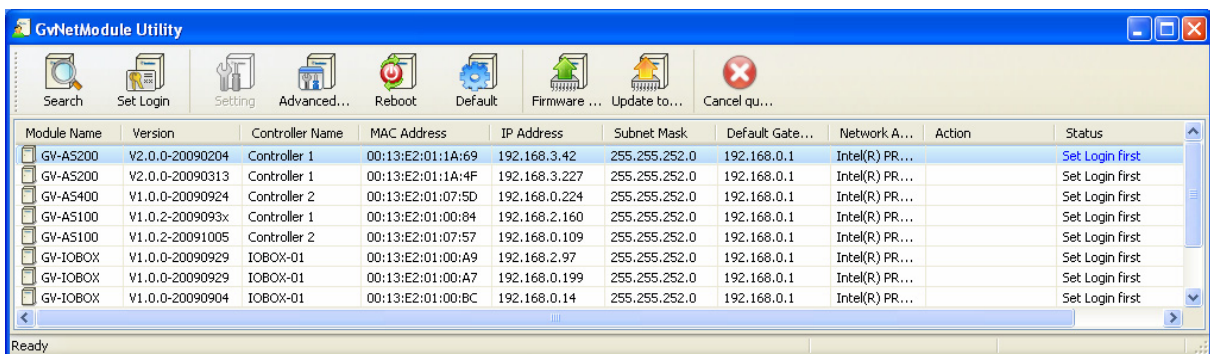 GvNetModule Utility
Search Set Login Setting Advanced... Reboot Default Firmware ... Update to... Cancel qu...
Module Name Version Controller Name MAC Address IP Address Subnet Mask Default Gate... Network A... Action Status
GV-AS200 V2.0.0-20090204 Controller 1 00:13:E2:01:1A:69 192.168.3.42 255.255.252.0 192.168.0.1 Intel(R) PR... Set Login first
GV-AS200 V2.0.0-20090313 Controller 1 00:13:E2:01:1A:4F 192.168.3.227 255.255.252.0 192.168.0.1 Intel(R) PR... Set Login first
GV-AS400 V1.0.0-20090924 Controller 2 00:13:E2:01:07:5D 192.168.0.224 255.255.252.0 192.168.0.1 Intel(R) PR... Set Login first
GV-AS100 V1.0.2-2009093x Controller 1 00:13:E2:01:00:84 192.168.2.160 255.255.252.0 192.168.0.1 Intel(R) PR... Set Login first
GV-AS100 V1.0.2-20091005 Controller 2 00:13:E2:01:07:57 192.168.0.109 255.255.252.0 192.168.0.1 Intel(R) PR... Set Login first
GV-IOBOX V1.0.0-20090929 IOBOX-01 00:13:E2:01:00:A9 192.168.2.97 255.255.252.0 192.168.0.1 Intel(R) PR... Set Login first
GV-IOBOX V1.0.0-20090929 IOBOX-01 00:13:E2:01:00:A7 192.168.0.199 255.255.252.0 192.168.0.1 Intel(R) PR... Set Login first
GV-IOBOX V1.0.0-20090904 IOBOX-01 00:13:E2:01:00:BC 192.168.0.14 255.255.252.0 192.168.0.1 Intel(R) PR... Set Login first
Ready